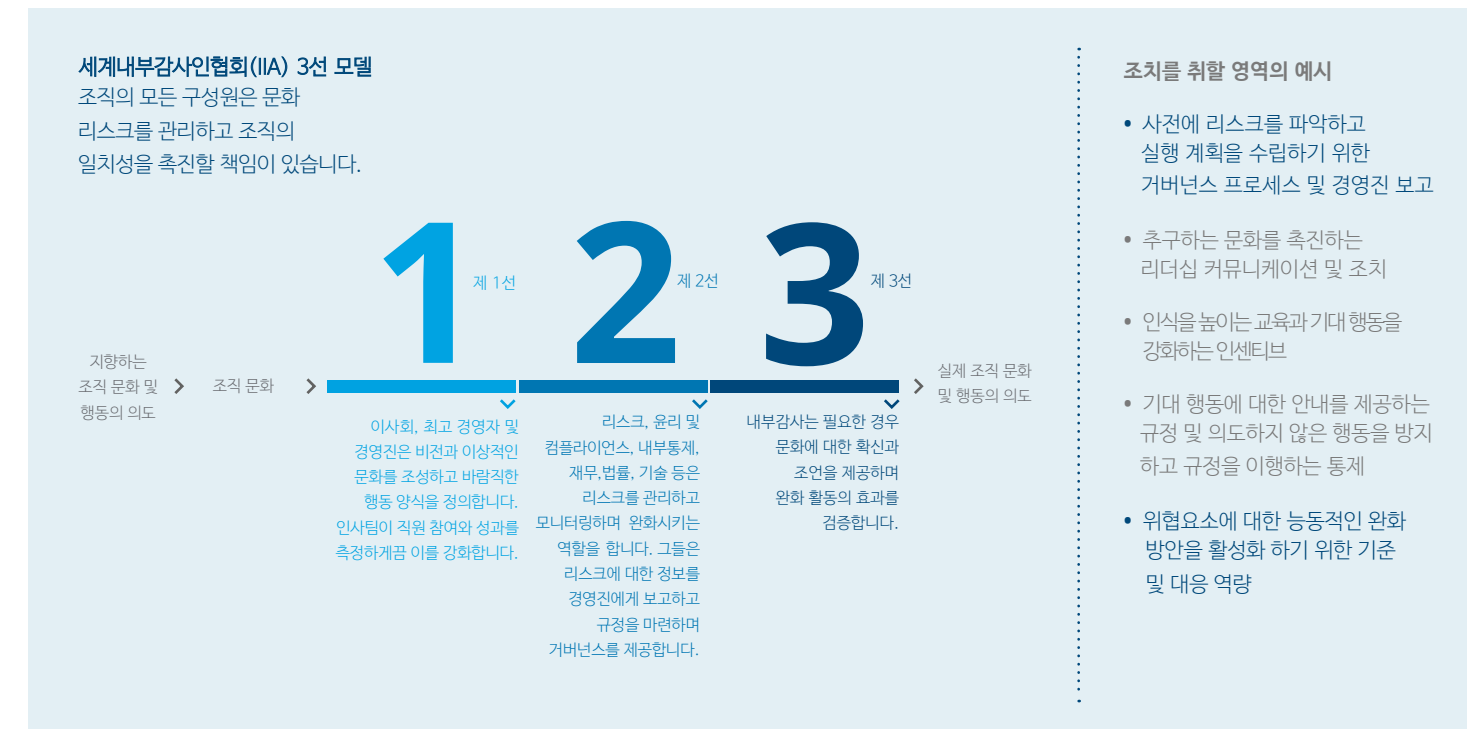 세계내부감사인협회(IIA) 3선 모델
조직의 모든 구성원은 문화
리스크를 관리하고 조직의
일치성을 촉진할 책임이 있습니다.
지향하는
조직 문화 및
행동의 의도
조직 문화
1
제 1선
이사회, 최고 경영자 및
경영진은 비전과 이상적인
문화를 조성하고 바람직한
행동 양식을 정의합니다.
인사팀이 직원 참여와 성과를
측정하게끔 이를 강화합니다.
2
제 2선
리스크, 윤리 및
컴플라이언스, 내부통제,
재무,법률, 기술 등은
리스크를 관리하고
모니터링하며 완화시키는
역할을 합니다. 그들은
리스크에 대한 정보를
경영진에게 보고하고
규정을 마련하며
거버넌스를 제공합니다.
3
제 3선
내부감사는 필요한 경우
문화에 대한 확신과
조언을 제공하며
완화 활동의 효과를
검증합니다.
실제 조직 문화
및 행동의 의도
조치를 취할 영역의 예시
• 사전에 리스크를 파악하고
실행 계획을 수립하기 위한
거버넌스 프로세스 및 경영진 보고
• 추구하는 문화를 촉진하는
리더십 커뮤니케이션 및 조치
• 인식을 높이는 교육과 기대 행동을
강화하는 인센티브
• 기대 행동에 대한 안내를 제공하는
규정 및 의도하지 않은 행동을 방지
하고 규정을 이행하는 통제
• 위협요소에 대한 능동적인 완화
방안을 활성화 하기 위한 기준
및 대응 역량